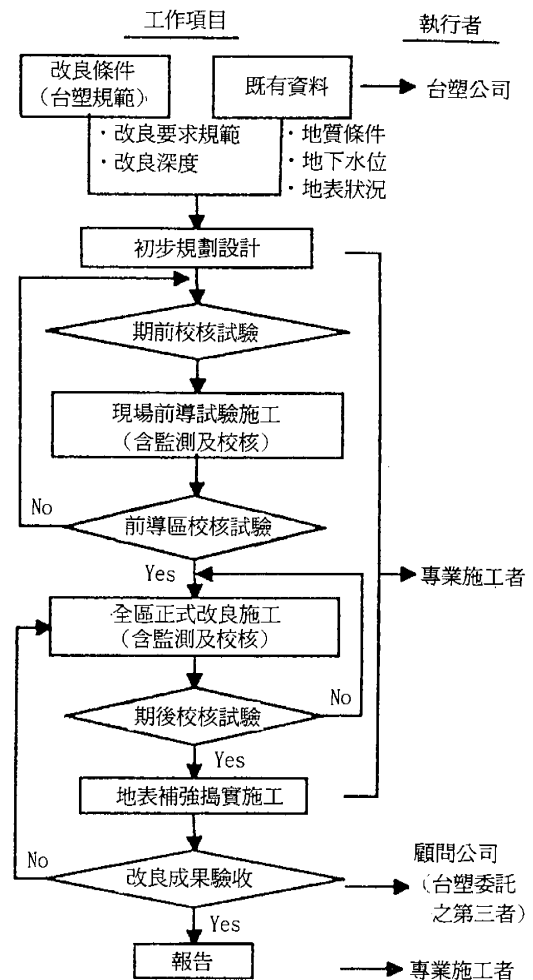 工作項目
執行者
改良條件
（台塑規範）
既有資料
台塑公司
・改良要求規範
・改良深度
・地質條件
・地下水位
・地表狀況
初步規劃設計
期前校核試驗
現場前導試驗施工
（含監測及校核）
No
前導區校核試驗
Yes
專業施工者
全區正式改良施工
（含監測及校核）
No
期後校核試驗
Yes
地表補強搗實施工
No
改良成果驗收
顧問公司
（台塑委託
之第三者）
Yes
報告
專業施工者